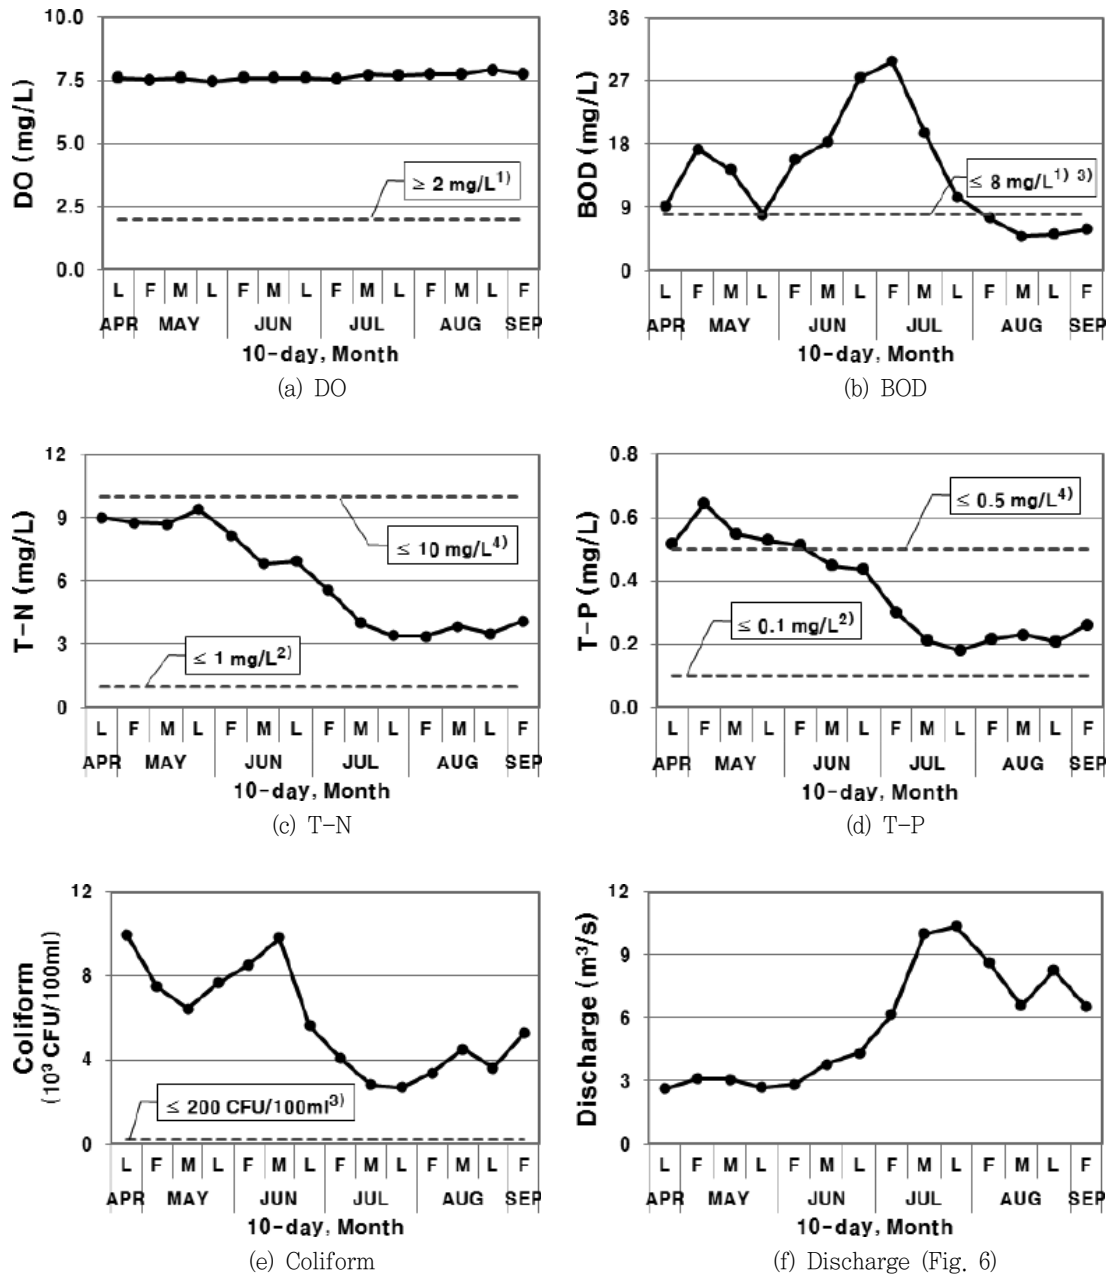 DO (mg/L)
10.0
7.5
5.0
2.5
0.0
≥ 2 mg/L1)
L F M L F M L F M L F M L F
APR MAY JUN JUL AUG SEP
10-day, Month
(a) DO
BOD (mg/L)
36
27
18
9
0
≤ 8 mg/L1) 3)
L F M L F M L F M L F M L F
APR MAY JUN JUL AUG SEP
10-day, Month
(b) BOD
T-N (mg/L)
12
9
6
3
0
≤ 10 mg/L4)
≤ 1 mg/L2)
L F M L F M L F M L F M L F
APR MAY JUN JUL AUG SEP
10-day, Month
(c) T-N
T-P (mg/L)
0.8
0.6
0.4
0.2
0.0
≤ 0.5 mg/L4)
≤ 0.1 mg/L2)
L F M L F M L F M L F M L F
APR MAY JUN JUL AUG SEP
10-day, Month
(d) T-P
Coliform
(10³ CFU/100ml)
12
8
4
0
≤ 200 CFU/100ml3)
L F M L F M L F M L F M L F
APR MAY JUN JUL AUG SEP
10-day, Month
(e) Coliform
Discharge (m³/s)
12
9
6
3
0
L F M L F M L F M L F M L F
APR MAY JUN JUL AUG SEP
10-day, Month
(f) Discharge (Fig. 6)